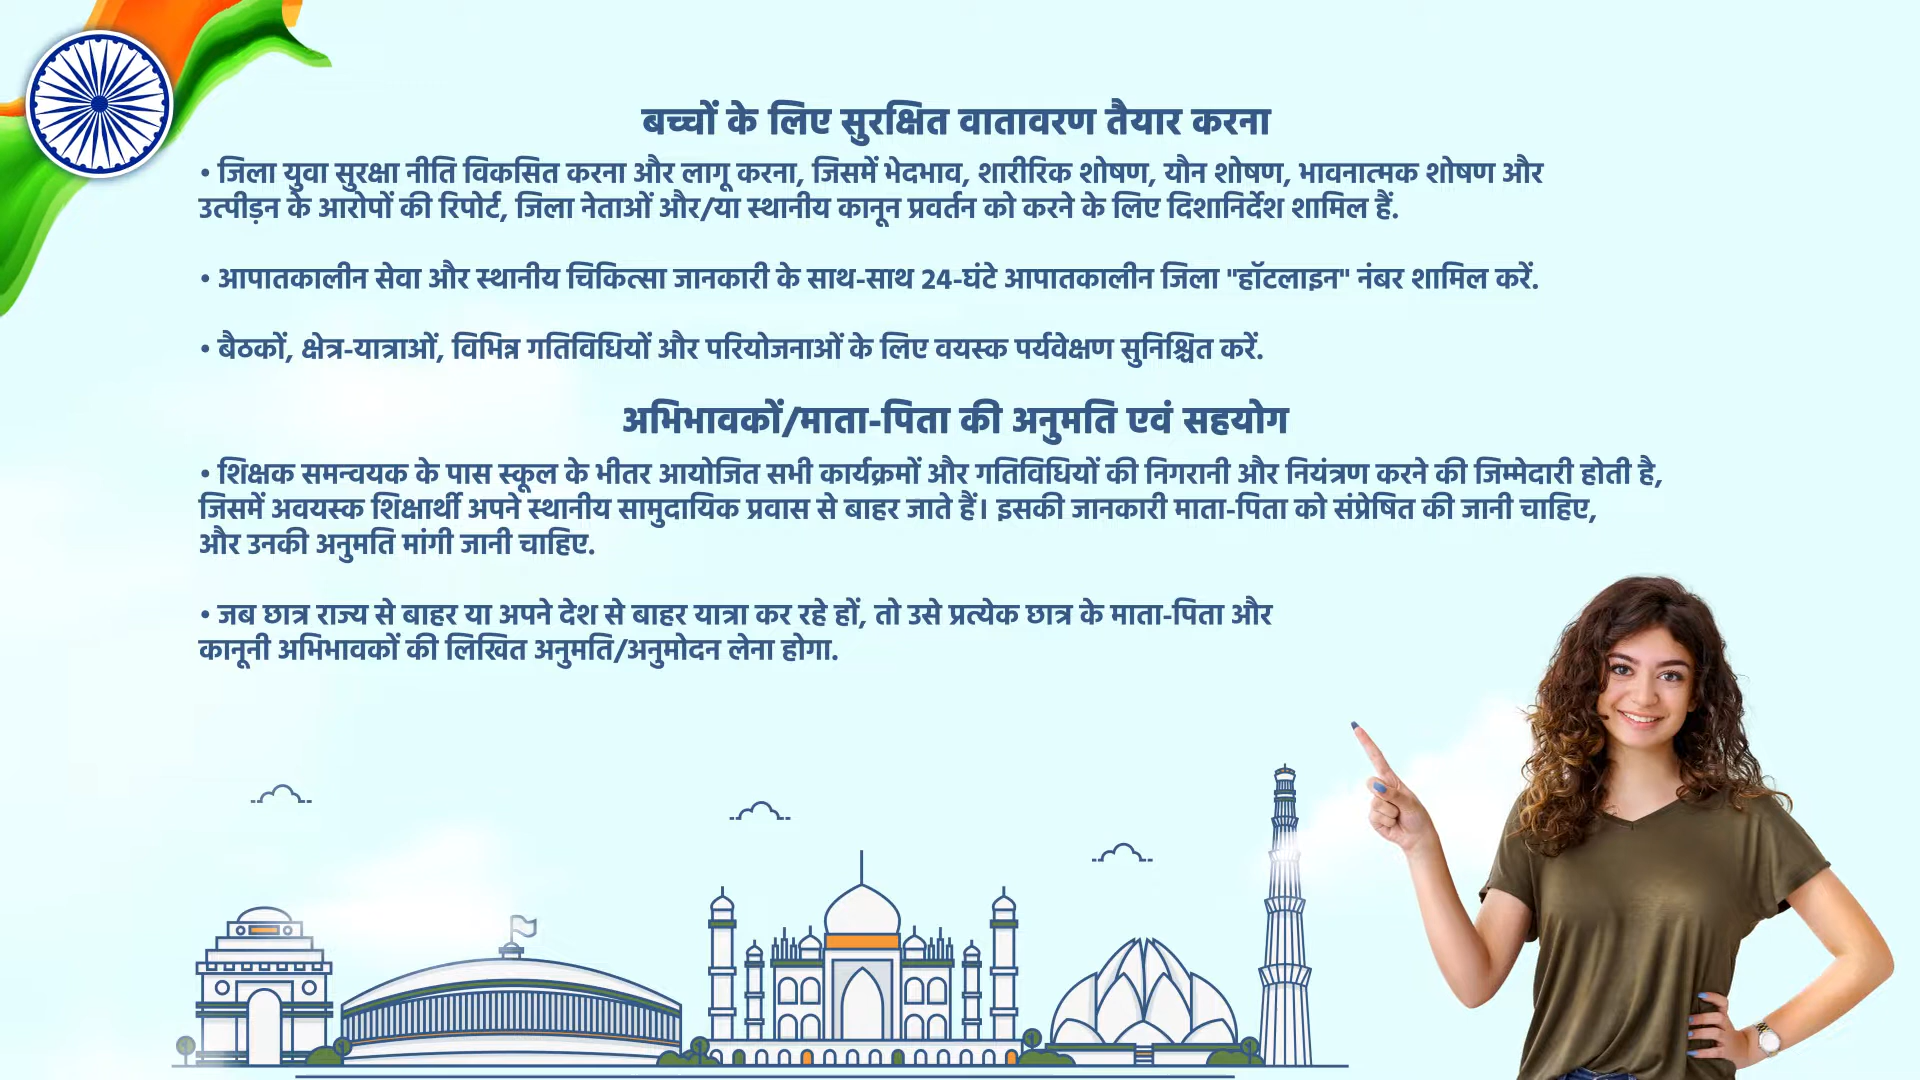 बच्चों के लिए सुरक्षित वातावरण तैयार करना
• जिला युवा सुरक्षा नीति विकसित करना और लागू करना, जिसमें भेदभाव, शारीरिक शोषण, यौन शोषण, भावनात्मक शोषण और
उत्पीड़न के आरोपों की रिपोर्ट, जिला नेताओं और/या स्थानीय कानून प्रवर्तन को करने के लिए दिशानिर्देश शामिल हैं.
• आपातकालीन सेवा और स्थानीय चिकित्सा जानकारी के साथ-साथ 24-घंटे आपातकालीन जिला "हॉटलाइन" नंबर शामिल करें.
• बैठकों, क्षेत्र-यात्राओं, विभिन्न गतिविधियों और परियोजनाओं के लिए वयस्क पर्यवेक्षण सुनिश्चित करें.
अभिभावकों/माता-पिता की अनुमति एवं सहयोग
• शिक्षक समन्वयक के पास स्कूल के भीतर आयोजित सभी कार्यक्रमों और गतिविधियों की निगरानी और नियंत्रण करने की जिम्मेदारी होती है,
जिसमें अवयस्क शिक्षार्थी अपने स्थानीय सामुदायिक प्रवास से बाहर जाते हैं। इसकी जानकारी माता-पिता को संप्रेषित की जानी चाहिए,
और उनकी अनुमति मांगी जानी चाहिए.
• जब छात्र राज्य से बाहर या अपने देश से बाहर यात्रा कर रहे हों, तो उसे प्रत्येक छात्र के माता-पिता और
कानूनी अभिभावकों की लिखित अनुमति/अनुमोदन लेना होगा.